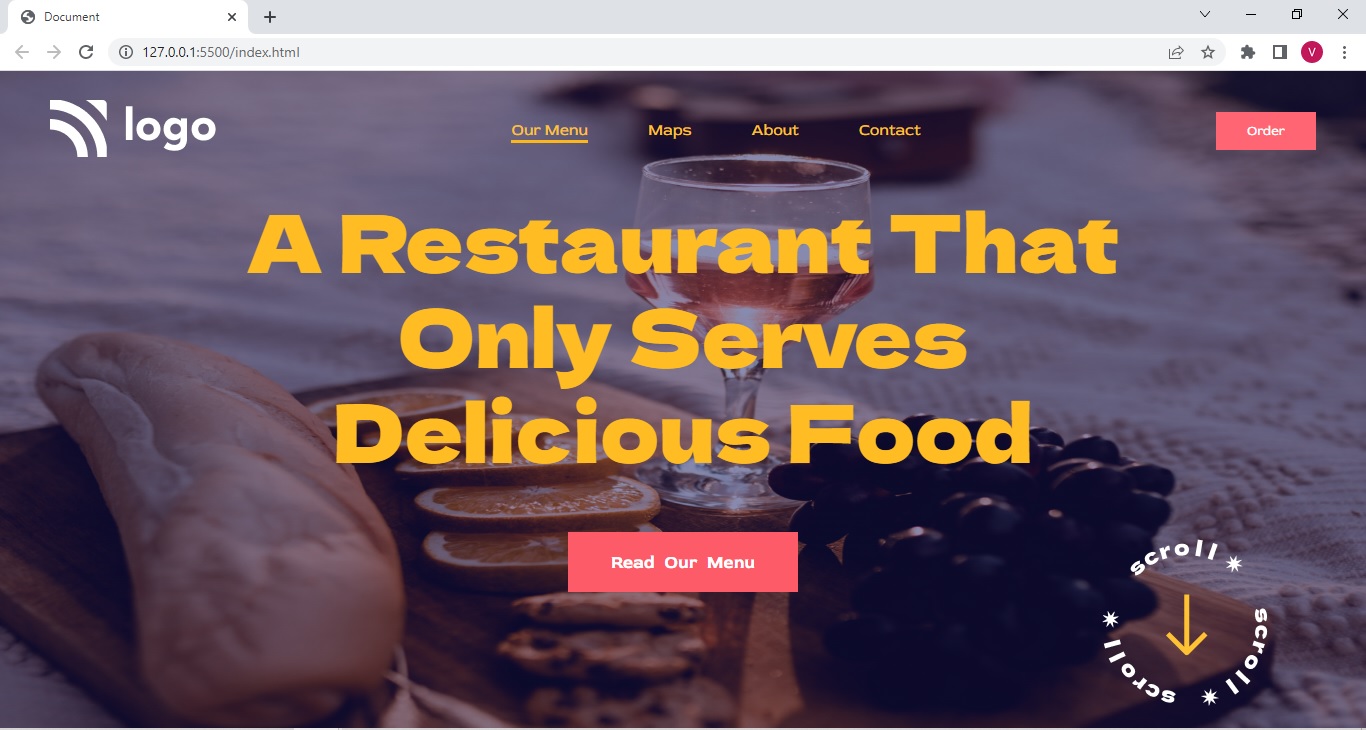 Document
127.0.0.1:5500/index.html
V
logo
Our Menu Maps About Contact
Order
A Restaurant That
Only Serves
Delicious Food
Read Our Menu
scroll
scroll
scroll